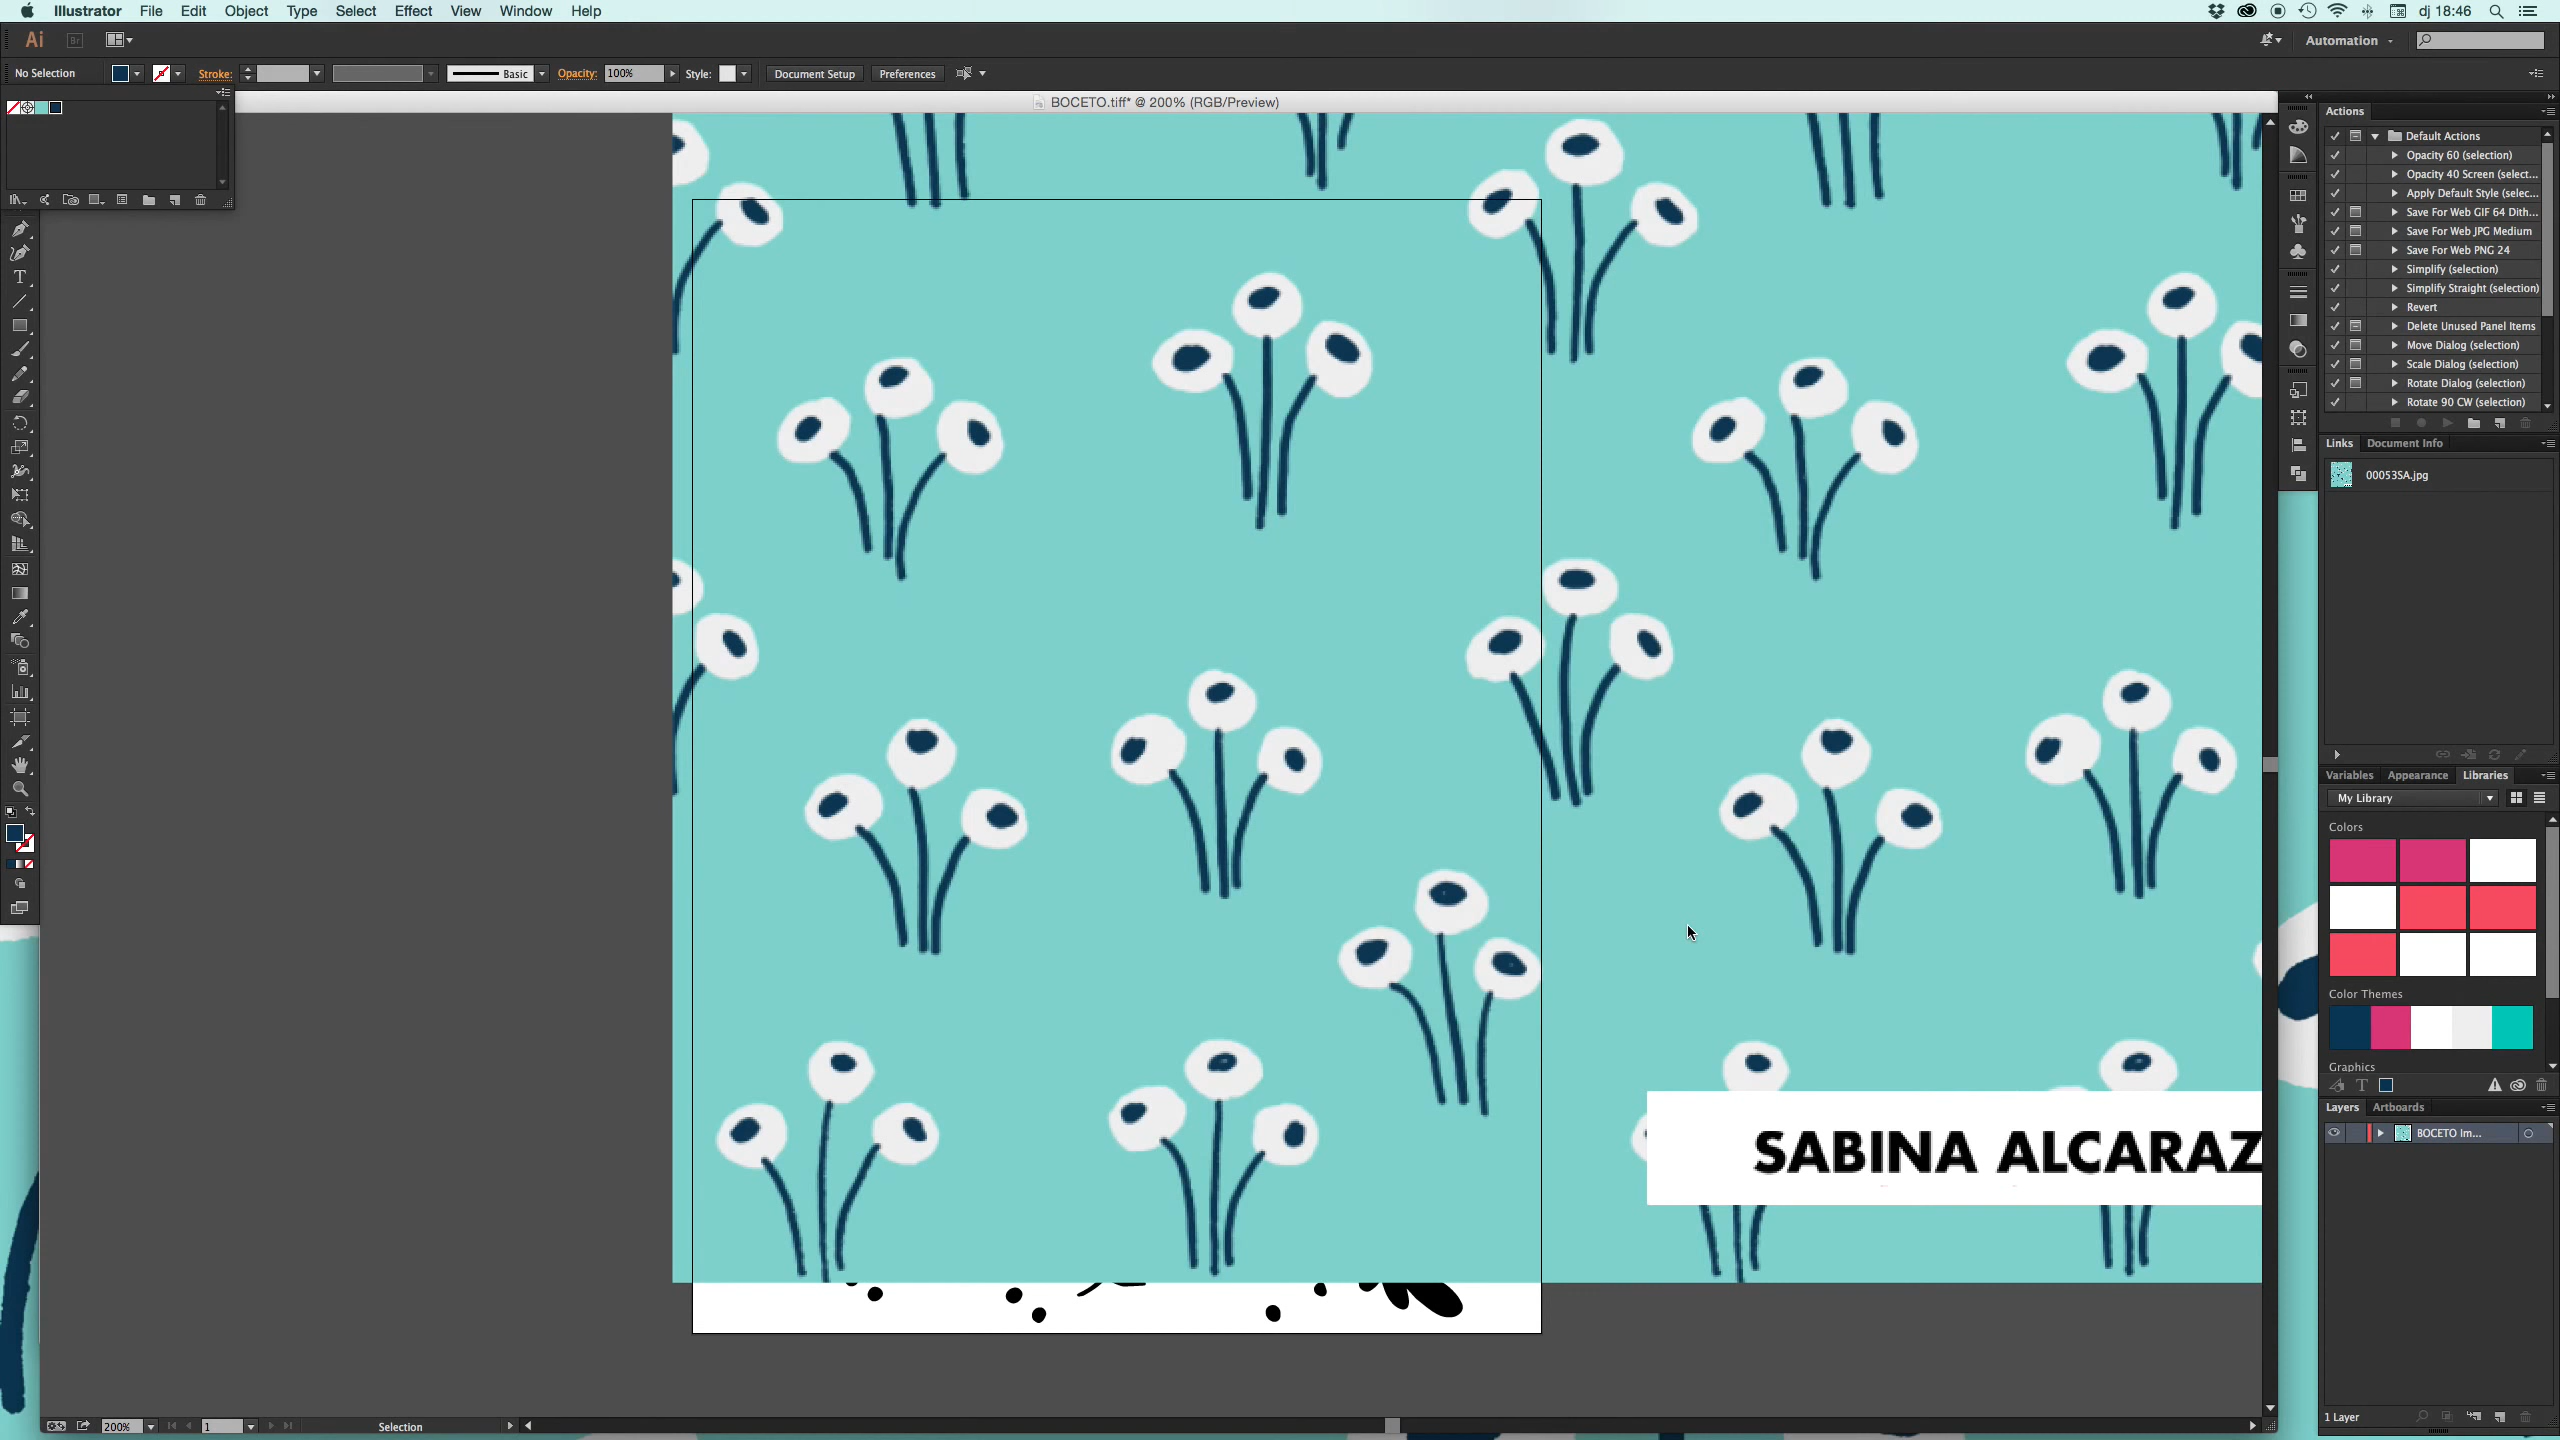 Illustrator File Edit Object Type Select Effect View Window Help dj 18:46
Ai Br Automation
No Selection Stroke: Basic Opacity: 100% Style: Document Setup Preferences
BOCETO.tiff* @ 200% (RGB/Preview)
Actions
Default Actions
Opacity 60 (selection)
Opacity 40 Screen (select...
Apply Default Style (selec...
Save For Web GIF 64 Dith...
Save For Web JPG Medium
Save For Web PNG 24
Simplify (selection)
Simplify Straight (selection)
Revert
Delete Unused Panel Items
Move Dialog (selection)
Scale Dialog (selection)
Rotate Dialog (selection)
Rotate 90 CW (selection)
Links Document Info
00053SA.jpg
Variables Appearance Libraries
My Library
Colors
Color Themes
Graphics
Layers Artboards
BOCETO Im...
SABINA ALCARAZ
1 Layer
200% 1 Selection